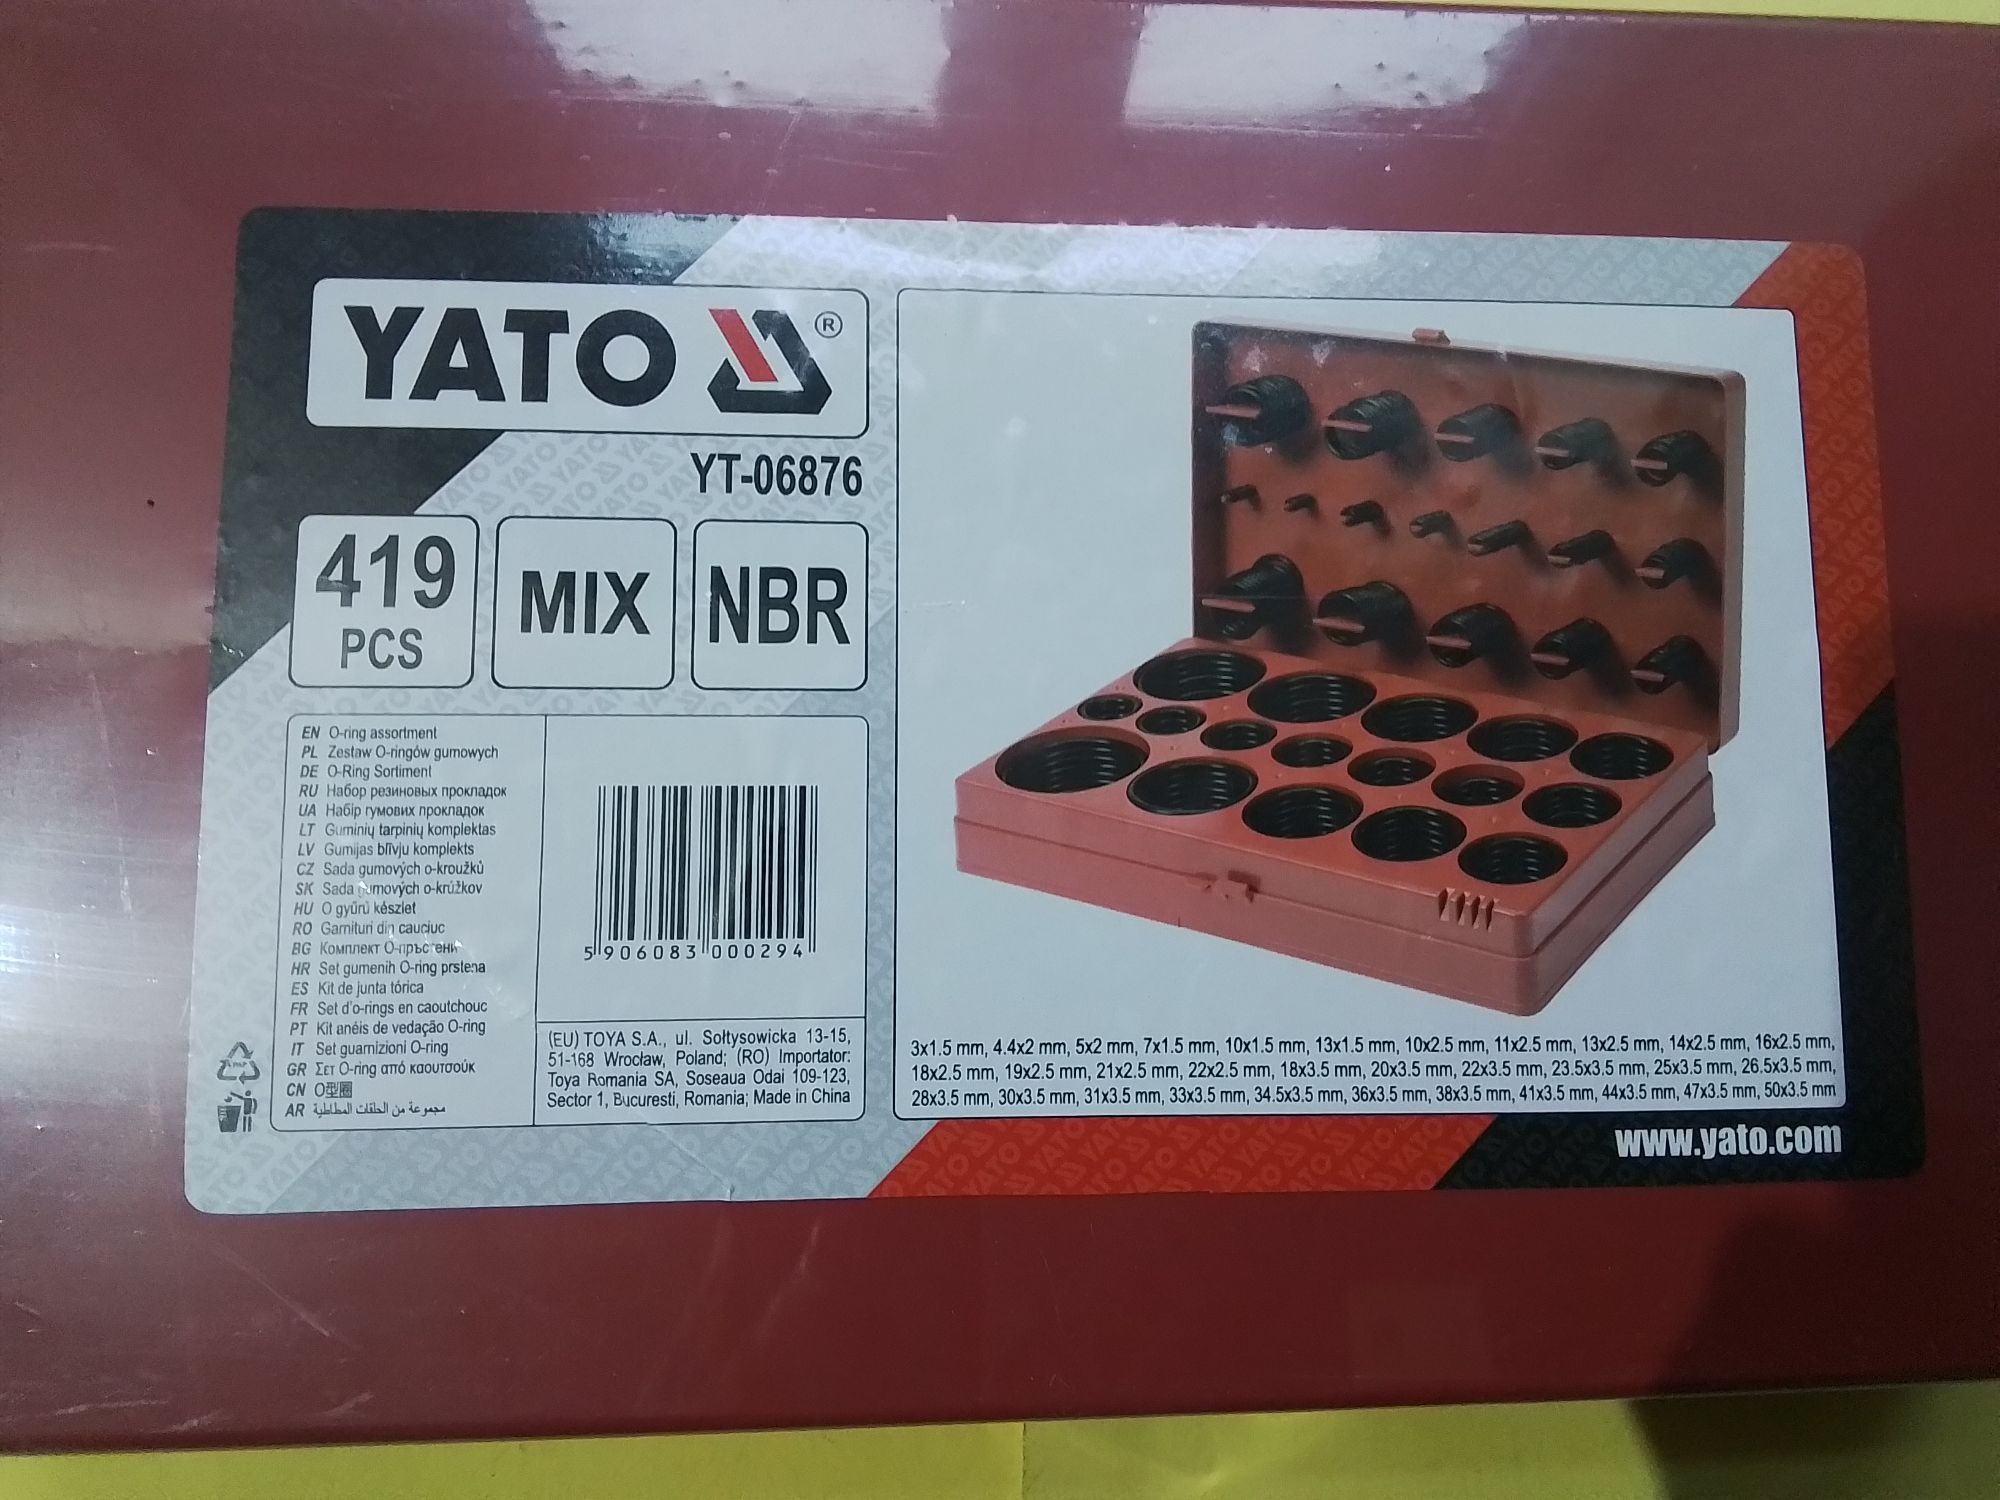 YATO ®
YT-06876
419
PCS
MIX
NBR
EN O-ring assortment
PL Zestaw O-ringów gumowych
DE O-Ring Sortiment
RU Набор резиновых прокладок
UA Набір гумових прокладок
LT Guminių tarpinių komplektas
LV Gumijas blīvju komplekts
CZ Sada gumových o-kroužků
SK Sada gumových o-krúžkov
HU O gyűrű készlet
RO Garnituri din cauciuc
BG Комплект О-пръстени
HR Set gumenih O-ring prstena
ES Kit de junta tórica
FR Set d'o-rings en caoutchouc
PT Kit anéis de vedação O-ring
IT Set guarnizioni O-ring
GR Σετ O-ring από καουτσούκ
CN O型圈
AR مجموعة من الحلقات المطاطية
5 906083 000294
(EU) TOYA S.A., ul. Sołtysowicka 13-15,
51-168 Wrocław, Poland; (RO) Importator:
Toya Romania SA, Soseaua Odai 109-123,
Sector 1, Bucuresti, Romania; Made in China
3x1.5 mm, 4.4x2 mm, 5x2 mm, 7x1.5 mm, 10x1.5 mm, 13x1.5 mm, 10x2.5 mm, 11x2.5 mm, 13x2.5 mm, 14x2.5 mm, 16x2.5 mm,
18x2.5 mm, 19x2.5 mm, 21x2.5 mm, 22x2.5 mm, 18x3.5 mm, 20x3.5 mm, 22x3.5 mm, 23.5x3.5 mm, 25x3.5 mm, 26.5x3.5 mm,
28x3.5 mm, 30x3.5 mm, 31x3.5 mm, 33x3.5 mm, 34.5x3.5 mm, 36x3.5 mm, 38x3.5 mm, 41x3.5 mm, 44x3.5 mm, 47x3.5 mm, 50x3.5 mm
www.yato.com